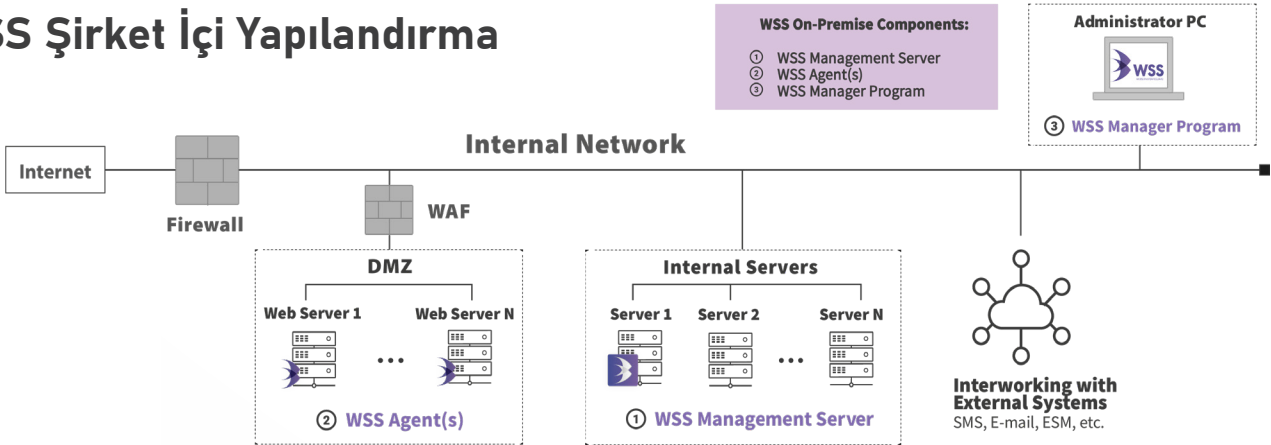 SS Şirket İçi Yapılandırma
WSS On-Premise Components:
① WSS Management Server
② WSS Agent(s)
③ WSS Manager Program
Administrator PC
WSS
③ WSS Manager Program
Internal Network
Internet
Firewall
WAF
DMZ
Web Server 1
Web Server N
...
② WSS Agent(s)
Internal Servers
Server 1
Server 2
Server N
...
① WSS Management Server
Interworking with
External Systems
SMS, E-mail, ESM, etc.